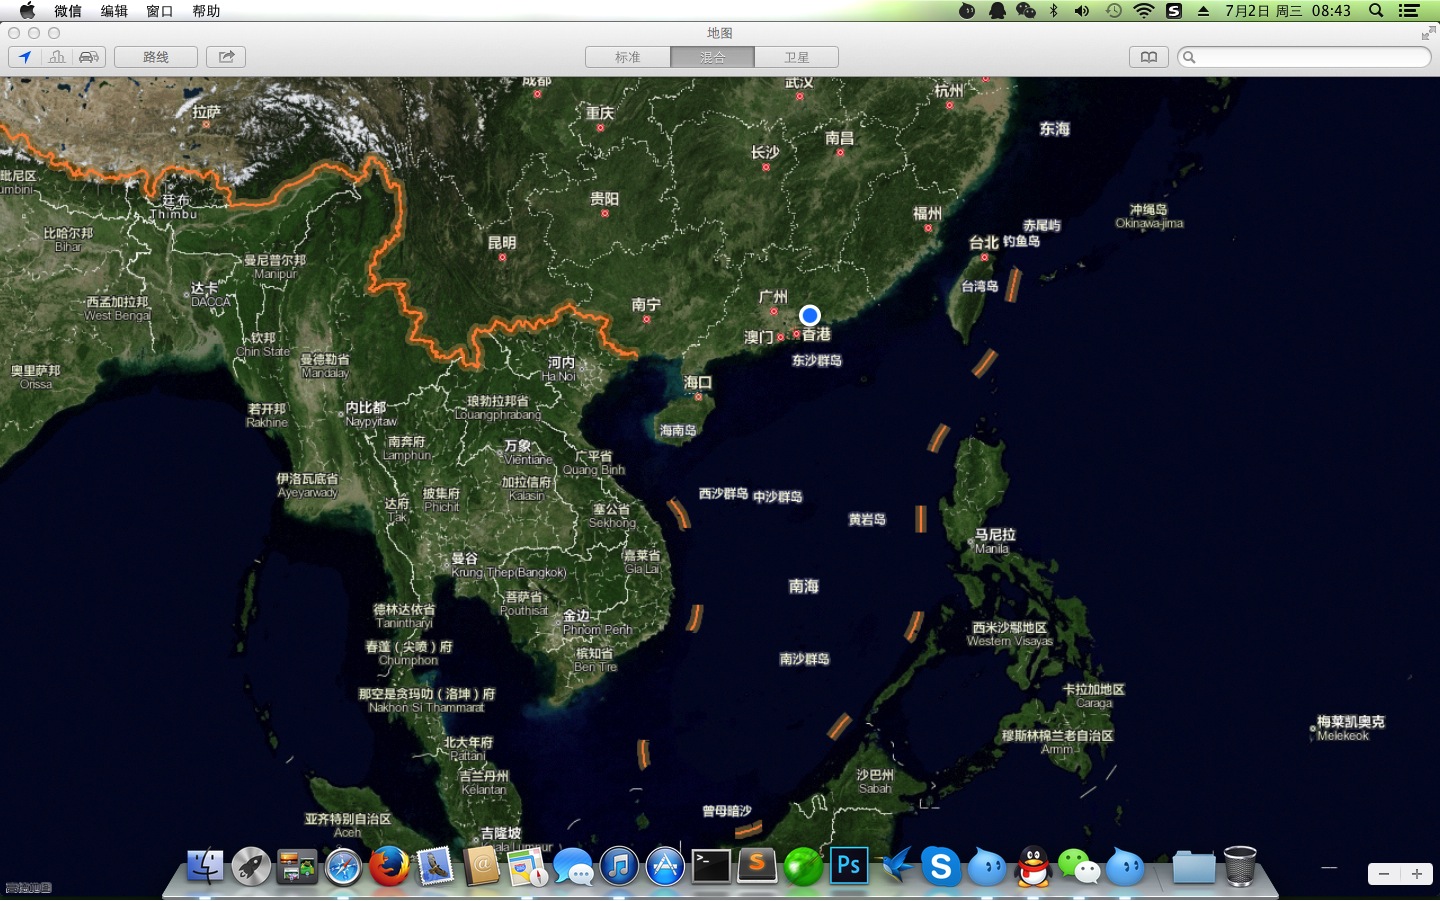 微信 编辑 窗口 帮助
7月2日 周三 08:43
地图
路线
标准 混合 卫星
成都
武汉
杭州
拉萨
重庆
东海
南昌
长沙
毗尼区
umbini
廷布
Thimbu
贵阳
福州
冲绳岛
Okinawa-jima
赤尾屿
比哈尔邦
Bihar
昆明
台北 钓鱼岛
曼尼普尔邦
Manipur
达卡
DACCA
台湾岛
西孟加拉邦
West Bengal
南宁
广州
钦邦
Chin State
澳门
香港
曼德勒省
Mandalay
河内
Ha Noi
东沙群岛
奥里萨邦
Orissa
海口
若开邦
Rakhine
内比都
Naypyitaw
琅勃拉邦省
Louangphrabang
海南岛
南奔府
Lamphun
万象
Vientiane
广平省
Quang Binh
伊洛瓦底省
Ayeyarwady
披集府
Phichit
加拉信府
Kalasin
西沙群岛 中沙群岛
达府
Tak
塞公省
Sekhong
黄岩岛
马尼拉
Manila
曼谷
Krung Thep(Bangkok)
嘉莱省
Gia Lai
南海
菩萨省
Pouthisat
德林达依省
Tanintharyi
金边
Phnom Penh
西米沙鄢地区
Western Visayas
春蓬（尖喷）府
Chumphon
槟知省
Ben Tre
南沙群岛
那空是贪玛叻（洛坤）府
Nakhon Si Thammarat
卡拉加地区
Caraga
梅莱凯奥克
Melekeok
北大年府
Pattani
穆斯林棉兰老自治区
Armm
吉兰丹州
Kelantan
沙巴州
Sabah
曾母暗沙
亚齐特别自治区
Aceh
吉隆坡
ala Lumpur
高德地图